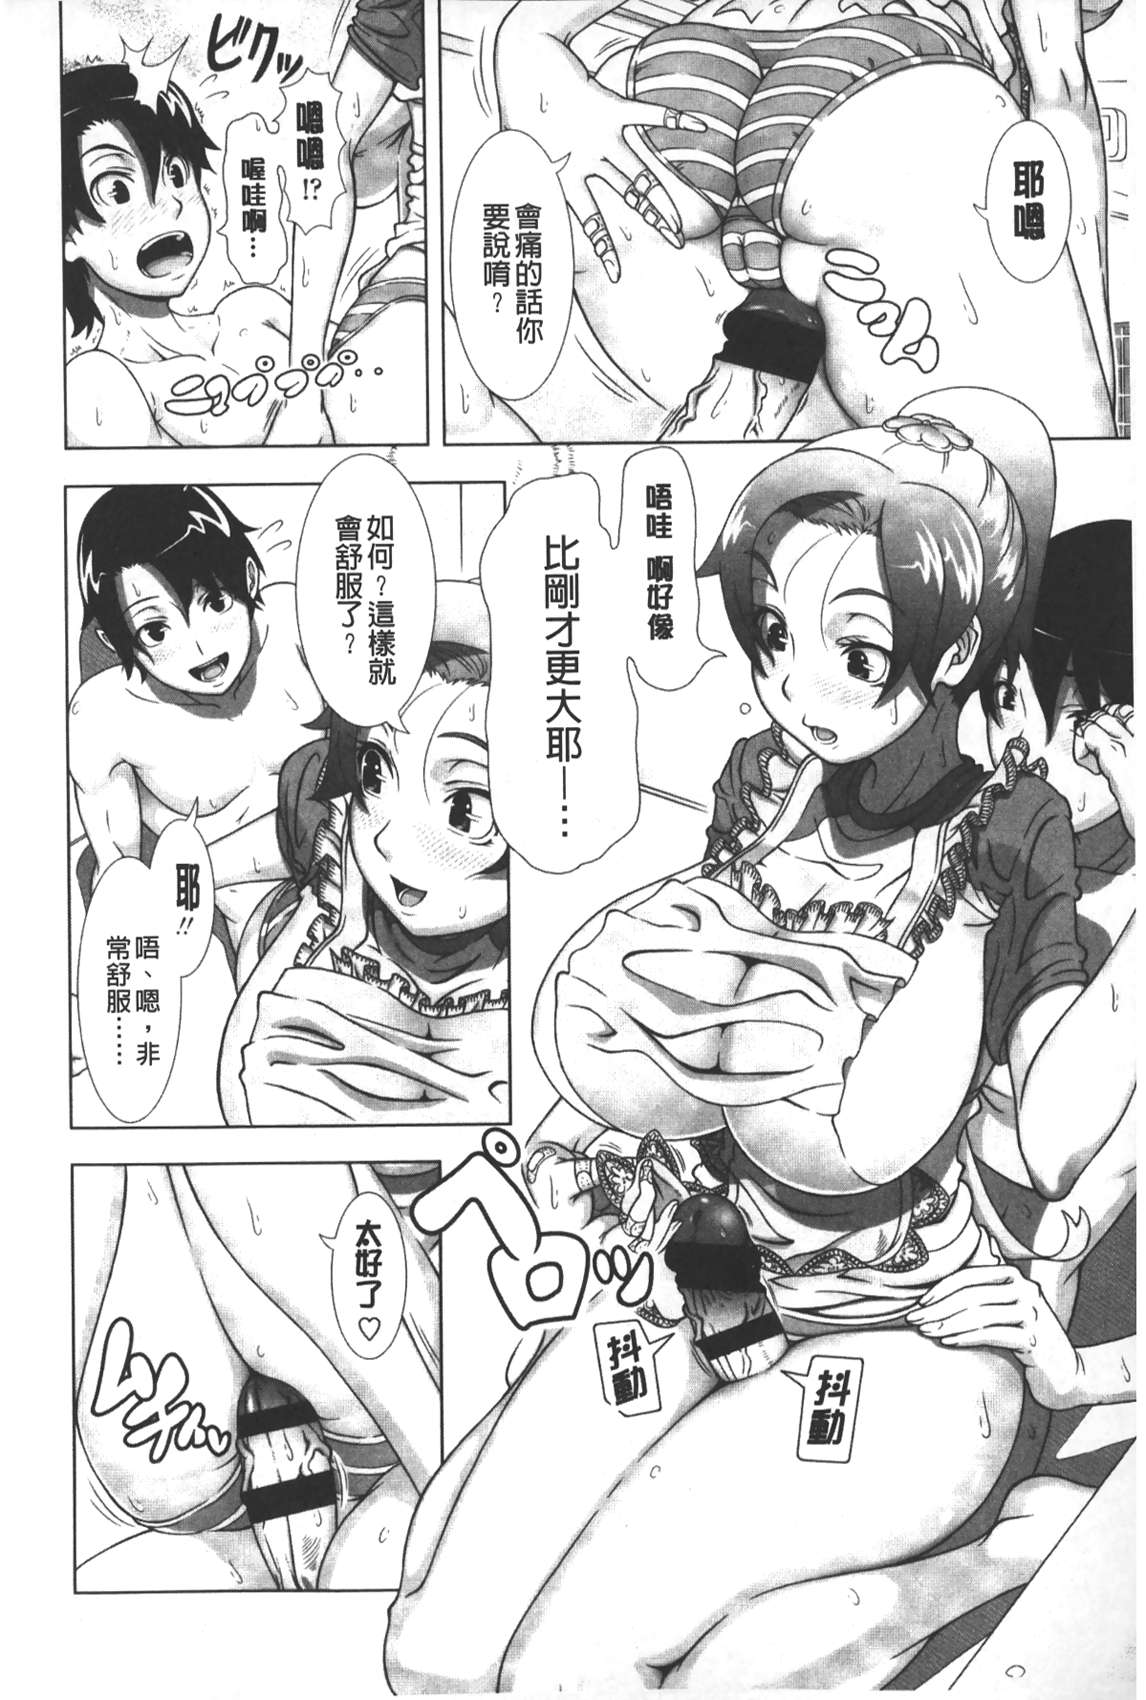 耶嗯
會痛的話你
要說唷？
ビクッ
嗯嗯!?
喔哇啊…
ニュプププ‥
唔哇 啊好像
比剛才更大耶─…
ペロッ
抖動
抖動
如何？這樣就
會舒服了？
耶!!
唔、嗯，非
常舒服……
太好了♡